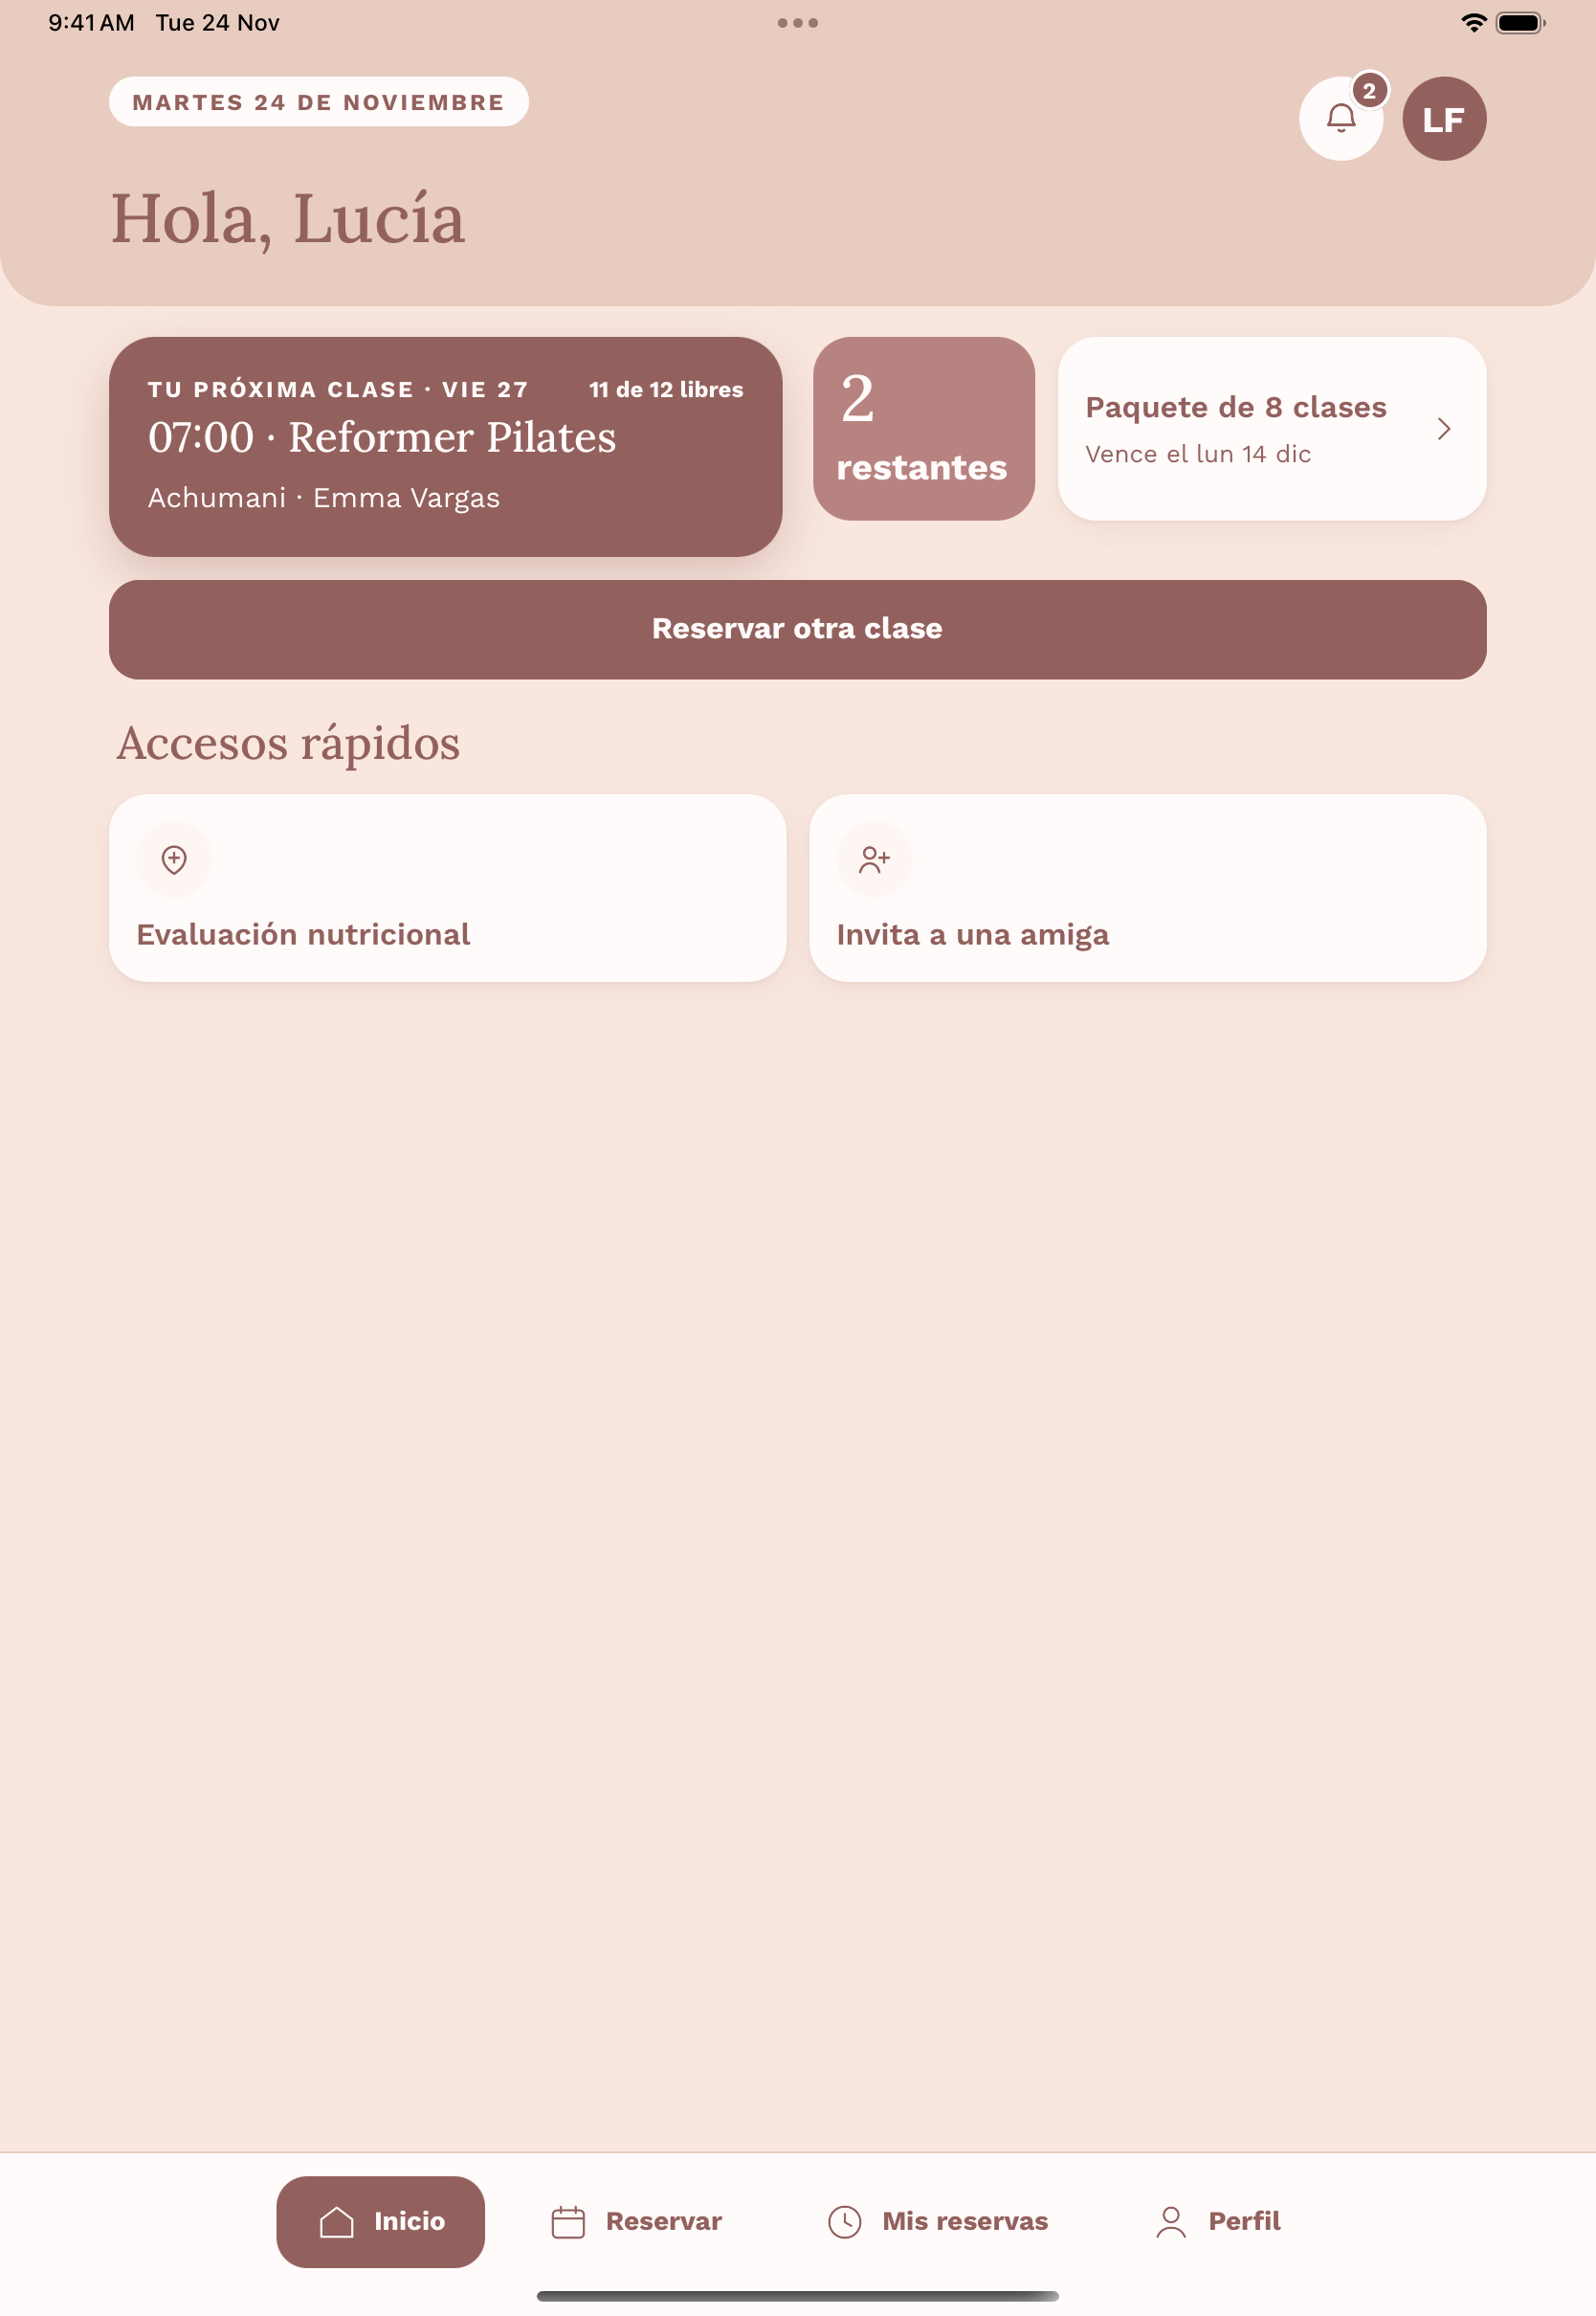 9:41 AM Tue 24 Nov
MARTES 24 DE NOVIEMBRE
2
LF
Hola, Lucía
TU PRÓXIMA CLASE · VIE 27 11 de 12 libres
07:00 · Reformer Pilates
Achumani · Emma Vargas
2
restantes
Paquete de 8 clases
Vence el lun 14 dic
Reservar otra clase
Accesos rápidos
Evaluación nutricional
Invita a una amiga
Inicio
Reservar
Mis reservas
Perfil